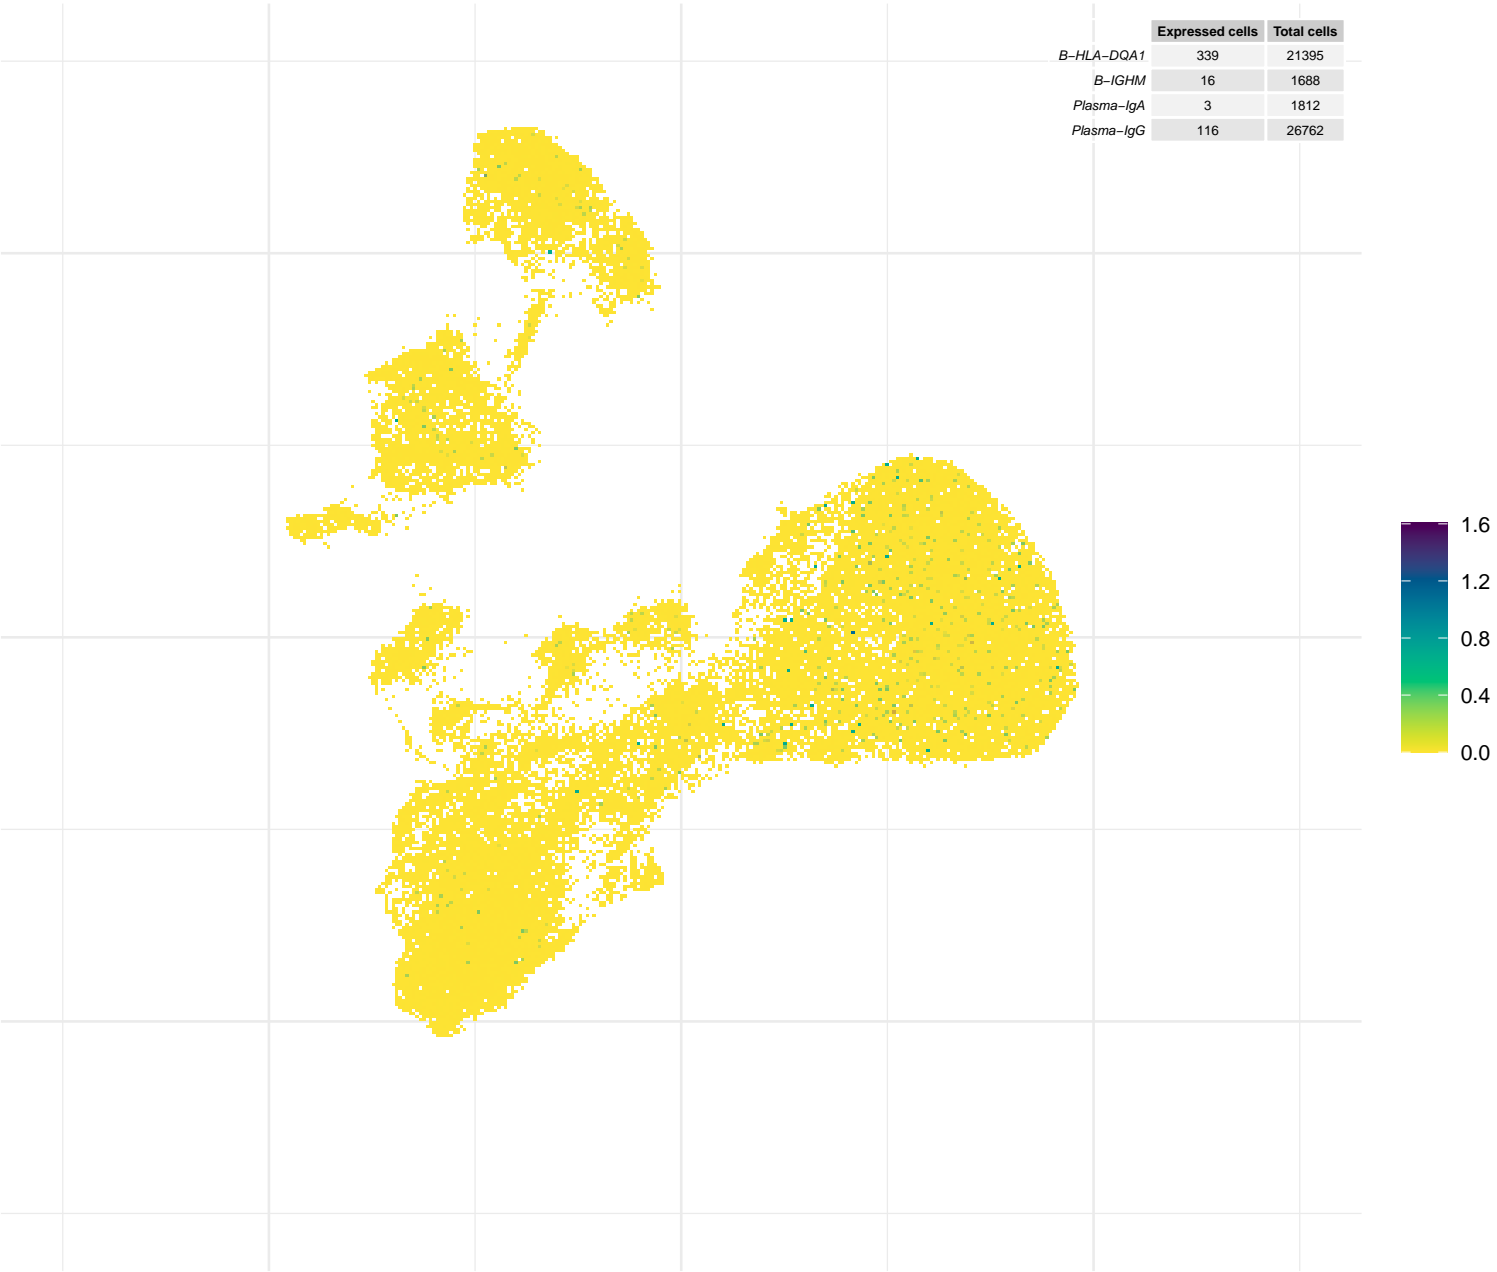 Expressed cells Total cells
B−HLA−DQA1 339 21395
B−IGHM 16 1688
Plasma−IgA 3 1812
Plasma−IgG 116 26762
1.6
1.2
0.8
0.4
0.0